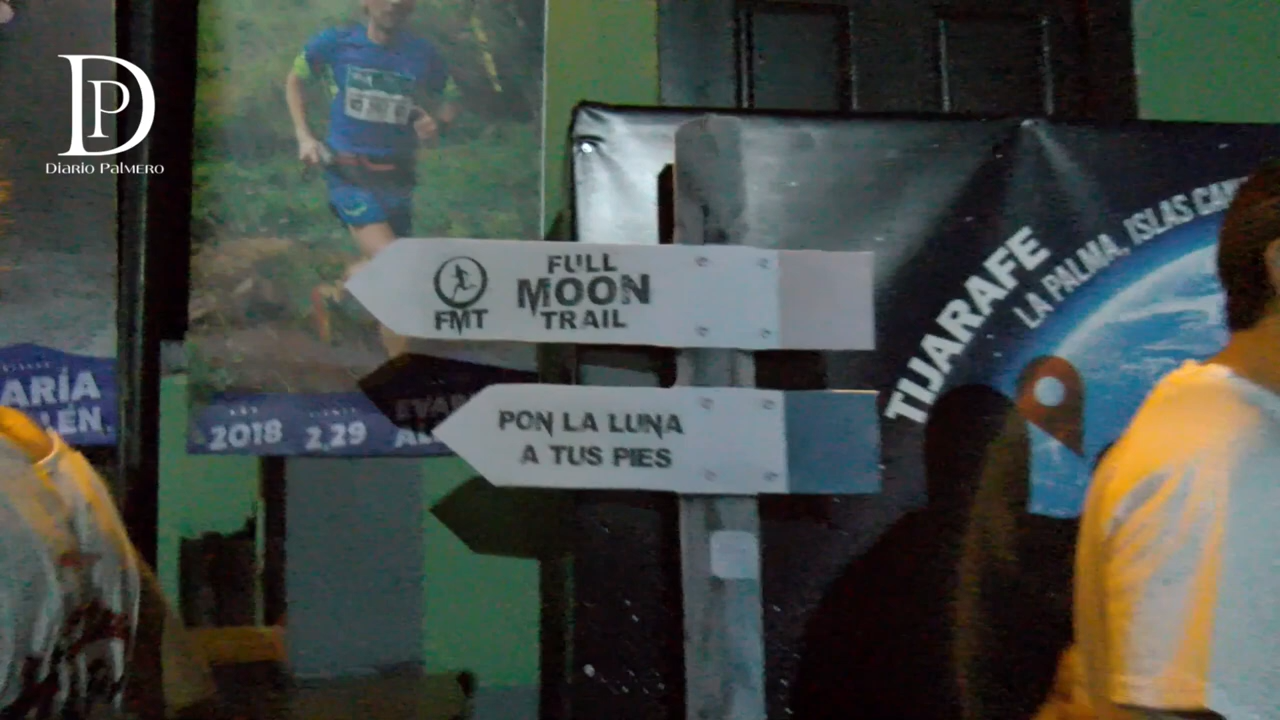 DP
Diario Palmero
FMT
FULL
MOON
TRAIL
PON LA LUNA
A TUS PIES
TIJARAFE
LA PALMA, ISLAS
ARÍA
LÉN
2018
2,29